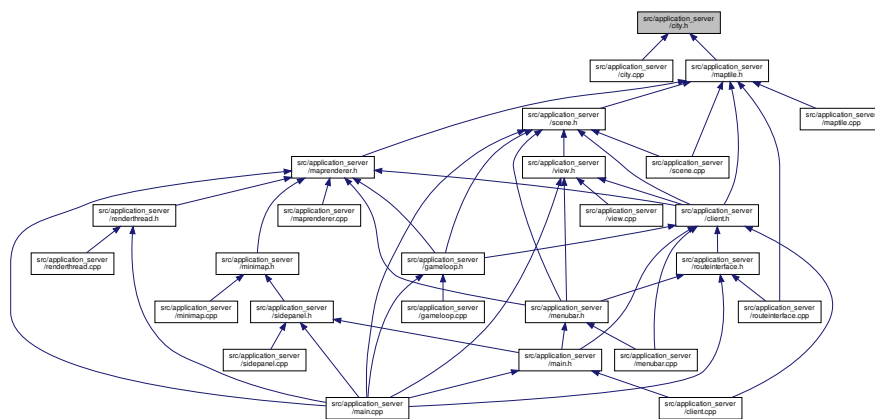 src/application_server
/city.h
src/application_server
/city.cpp
src/application_server
/maptile.h
src/application_server
/scene.h
src/application_server
/maptile.cpp
src/application_server
/maprenderer.h
src/application_server
/view.h
src/application_server
/scene.cpp
src/application_server
/renderthread.h
src/application_server
/maprenderer.cpp
src/application_server
/view.cpp
src/application_server
/client.h
src/application_server
/renderthread.cpp
src/application_server
/minimap.h
src/application_server
/gameloop.h
src/application_server
/routeinterface.h
src/application_server
/minimap.cpp
src/application_server
/sidepanel.h
src/application_server
/gameloop.cpp
src/application_server
/menubar.h
src/application_server
/routeinterface.cpp
src/application_server
/sidepanel.cpp
src/application_server
/main.h
src/application_server
/menubar.cpp
src/application_server
/main.cpp
src/application_server
/client.cpp